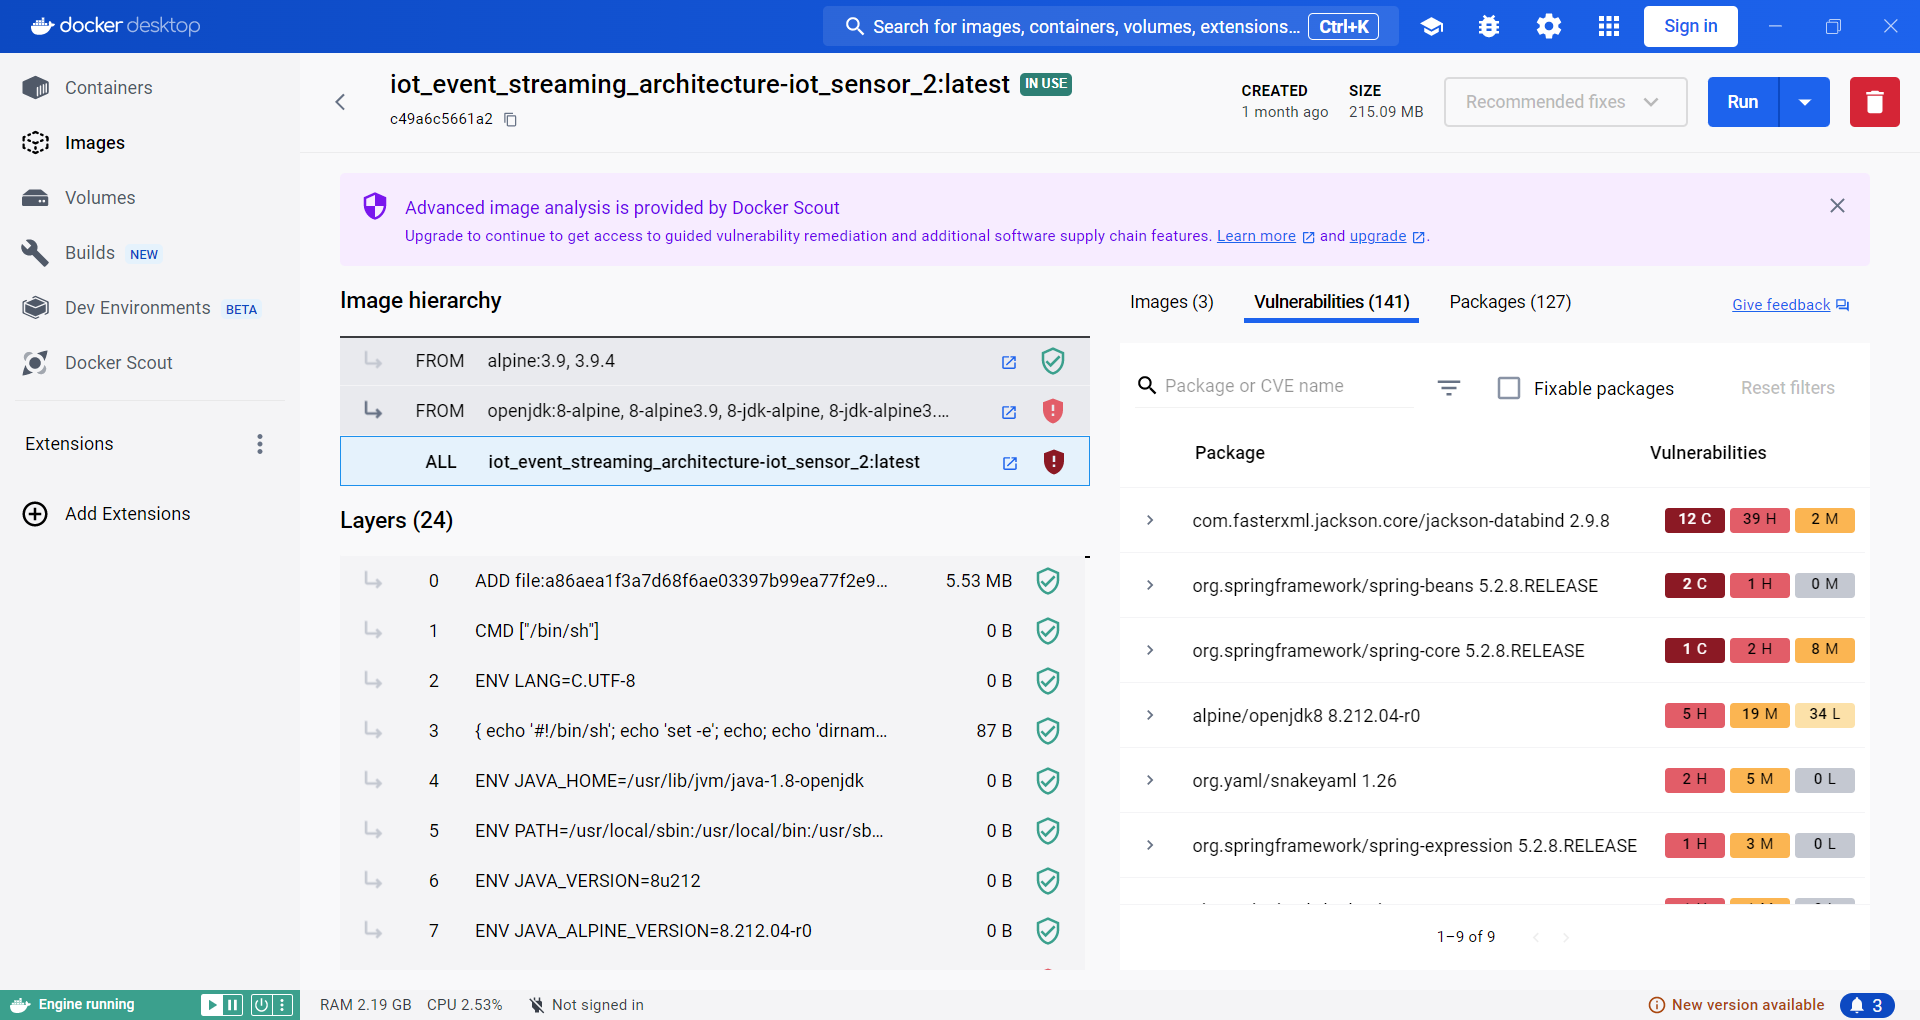 docker desktop
Search for images, containers, volumes, extensions... Ctrl+K
Sign in
Containers
Images
Volumes
Builds NEW
Dev Environments BETA
Docker Scout
Extensions
Add Extensions
iot_event_streaming_architecture-iot_sensor_2:latest IN USE
c49a6c5661a2
CREATED
1 month ago
SIZE
215.09 MB
Recommended fixes
Run
Advanced image analysis is provided by Docker Scout
Upgrade to continue to get access to guided vulnerability remediation and additional software supply chain features. Learn more and upgrade .
Image hierarchy
FROM alpine:3.9, 3.9.4
FROM openjdk:8-alpine, 8-alpine3.9, 8-jdk-alpine, 8-jdk-alpine3....
ALL iot_event_streaming_architecture-iot_sensor_2:latest
Layers (24)
0 ADD file:a86aea1f3a7d68f6ae03397b99ea77f2e9... 5.53 MB
1 CMD ["/bin/sh"] 0 B
2 ENV LANG=C.UTF-8 0 B
3 { echo '#!/bin/sh'; echo 'set -e'; echo; echo 'dirnam... 87 B
4 ENV JAVA_HOME=/usr/lib/jvm/java-1.8-openjdk 0 B
5 ENV PATH=/usr/local/sbin:/usr/local/bin:/usr/sb... 0 B
6 ENV JAVA_VERSION=8u212 0 B
7 ENV JAVA_ALPINE_VERSION=8.212.04-r0 0 B
Images (3)
Vulnerabilities (141)
Packages (127)
Give feedback
Package or CVE name
Fixable packages
Reset filters
Package Vulnerabilities
com.fasterxml.jackson.core/jackson-databind 2.9.8 12 C 39 H 2 M
org.springframework/spring-beans 5.2.8.RELEASE 2 C 1 H 0 M
org.springframework/spring-core 5.2.8.RELEASE 1 C 2 H 8 M
alpine/openjdk8 8.212.04-r0 5 H 19 M 34 L
org.yaml/snakeyaml 1.26 2 H 5 M 0 L
org.springframework/spring-expression 5.2.8.RELEASE 1 H 3 M 0 L
1–9 of 9
Engine running
RAM 2.19 GB CPU 2.53% Not signed in
New version available
3